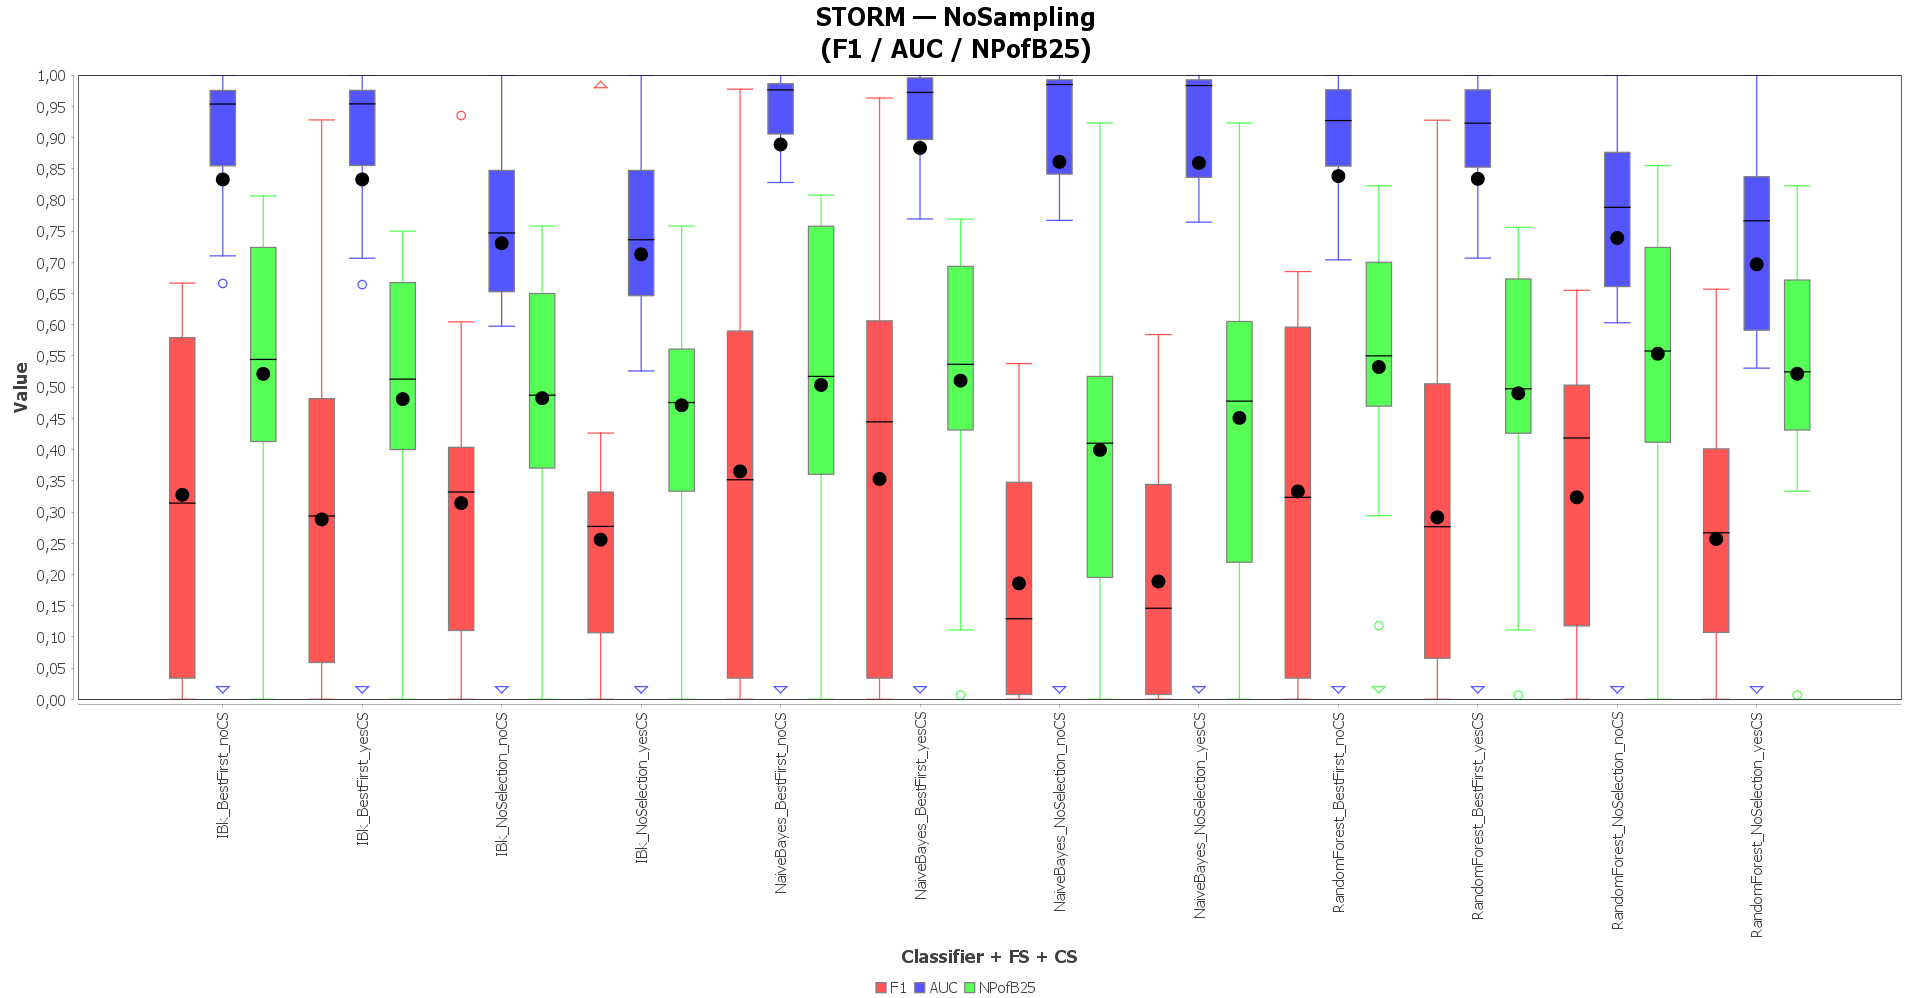 STORM — NoSampling
(F1 / AUC / NPofB25)
Value
1,00
0,95
0,90
0,85
0,80
0,75
0,70
0,65
0,60
0,55
0,50
0,45
0,40
0,35
0,30
0,25
0,20
0,15
0,10
0,05
0,00
IBk_BestFirst_noCS
IBk_BestFirst_yesCS
IBk_NoSelection_noCS
IBk_NoSelection_yesCS
NaiveBayes_BestFirst_noCS
NaiveBayes_BestFirst_yesCS
NaiveBayes_NoSelection_noCS
NaiveBayes_NoSelection_yesCS
RandomForest_BestFirst_noCS
RandomForest_BestFirst_yesCS
RandomForest_NoSelection_noCS
RandomForest_NoSelection_yesCS
Classifier + FS + CS
F1 AUC NPofB25